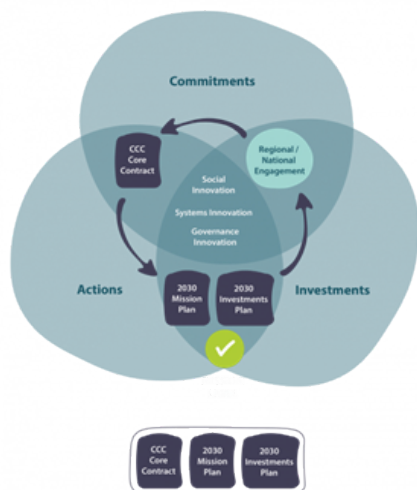 Commitments
CCC
Core
Contract
Regional /
National
Engagement
Social
Innovation
Systems Innovation
Governance
Innovation
Actions
2030
Mission
Plan
2030
Investments
Plan
Investments
CCC
Core
Contract
2030
Mission
Plan
2030
Investments
Plan